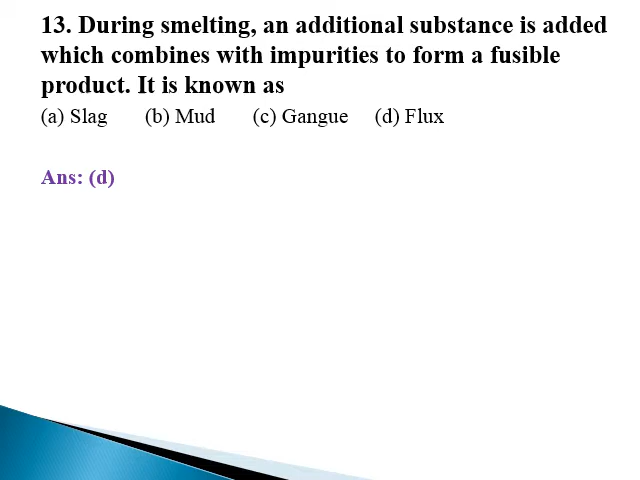 13. During smelting, an additional substance is added
which combines with impurities to form a fusible
product. It is known as
(a) Slag (b) Mud (c) Gangue (d) Flux
Ans: (d)